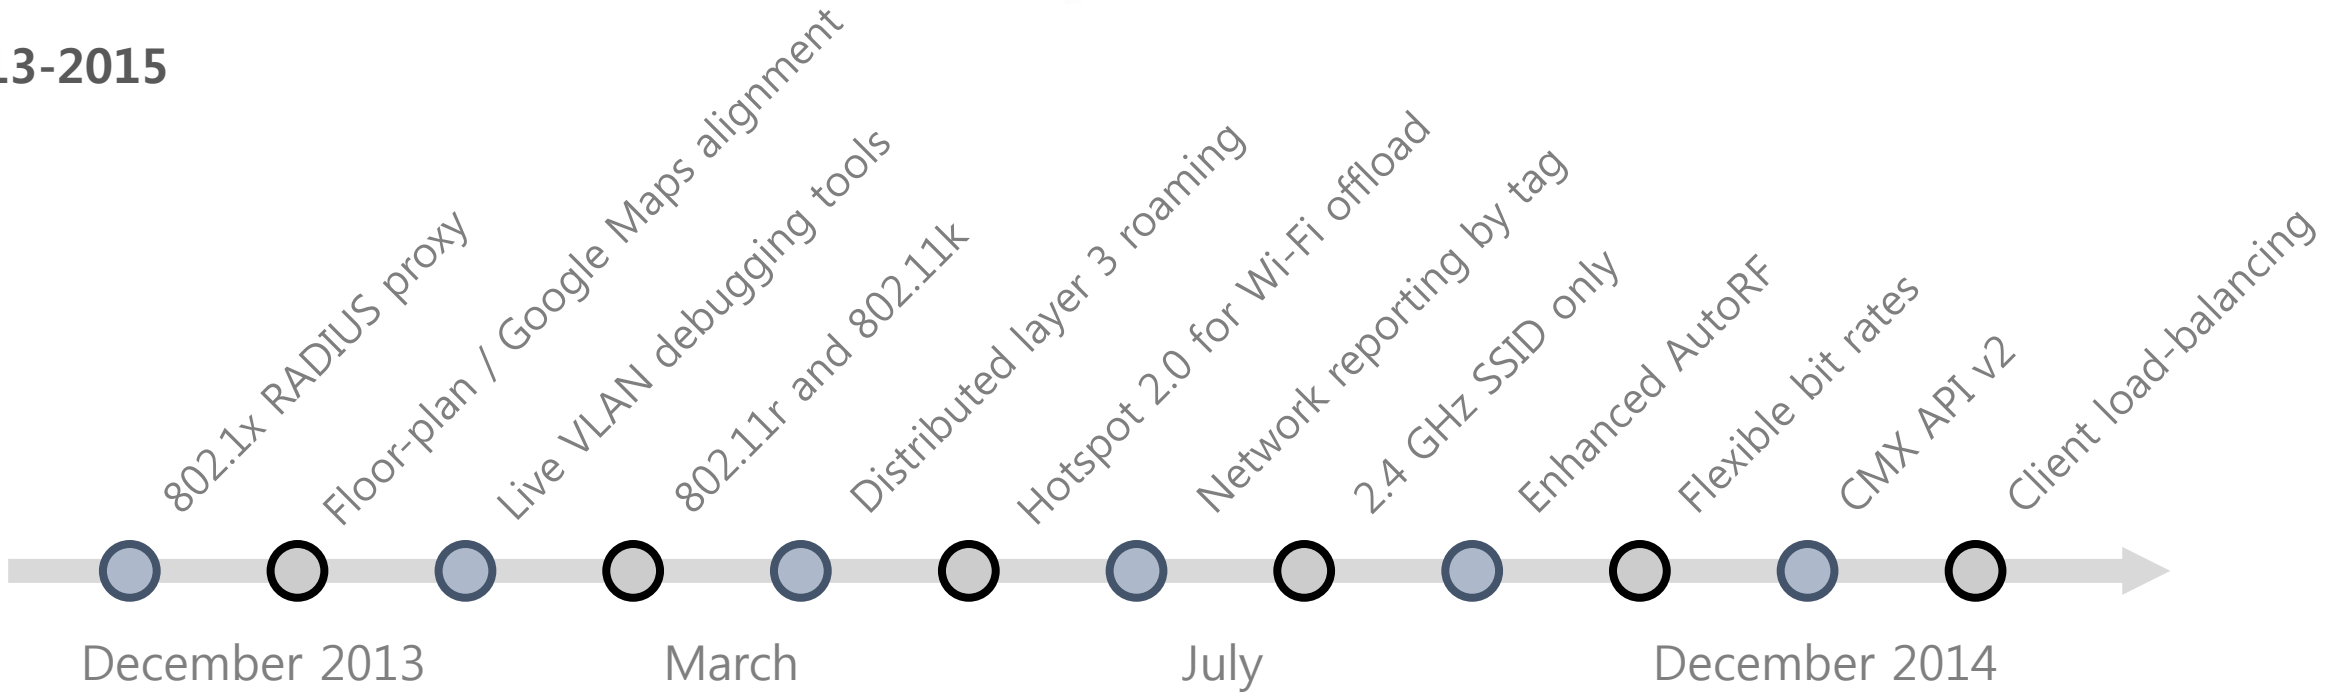 13-2015
802.1x RADIUS proxy
Floor-plan / Google Maps alignment
Live VLAN debugging tools
802.11r and 802.11k
Distributed layer 3 roaming
Hotspot 2.0 for Wi-Fi offload
Network reporting by tag
2.4 GHz SSID only
Enhanced AutoRF
Flexible bit rates
CMX API v2
Client load-balancing
December 2013
March
July
December 2014